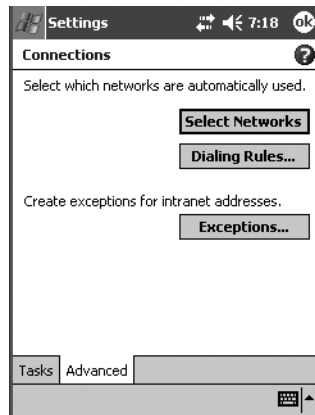 Settings 7:18 ok
Connections
Select which networks are automatically used.
Select Networks
Dialing Rules...
Create exceptions for intranet addresses.
Exceptions...
Tasks Advanced